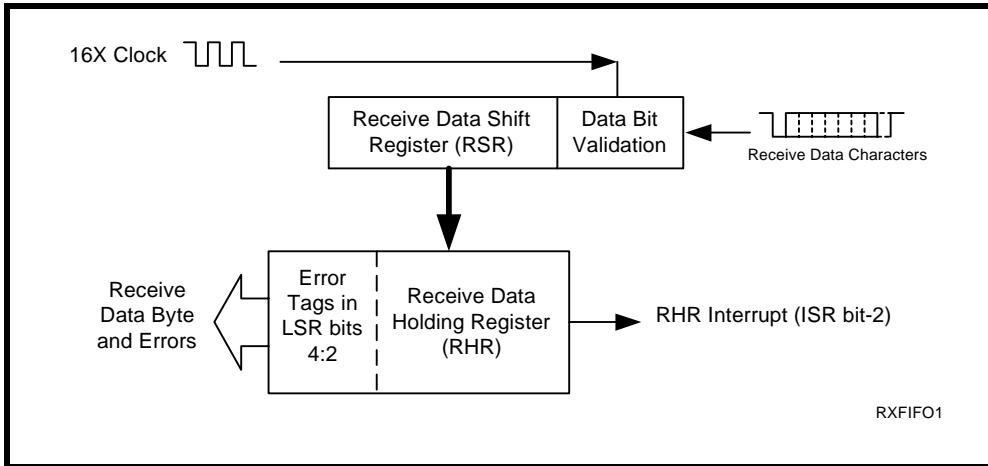 16X Clock
Receive Data Shift
Register (RSR)
Data Bit
Validation
Receive Data Characters
Receive
Data Byte
and Errors
Error
Tags in
LSR bits
4:2
Receive Data
Holding Register
(RHR)
RHR Interrupt (ISR bit-2)
RXFIFO1